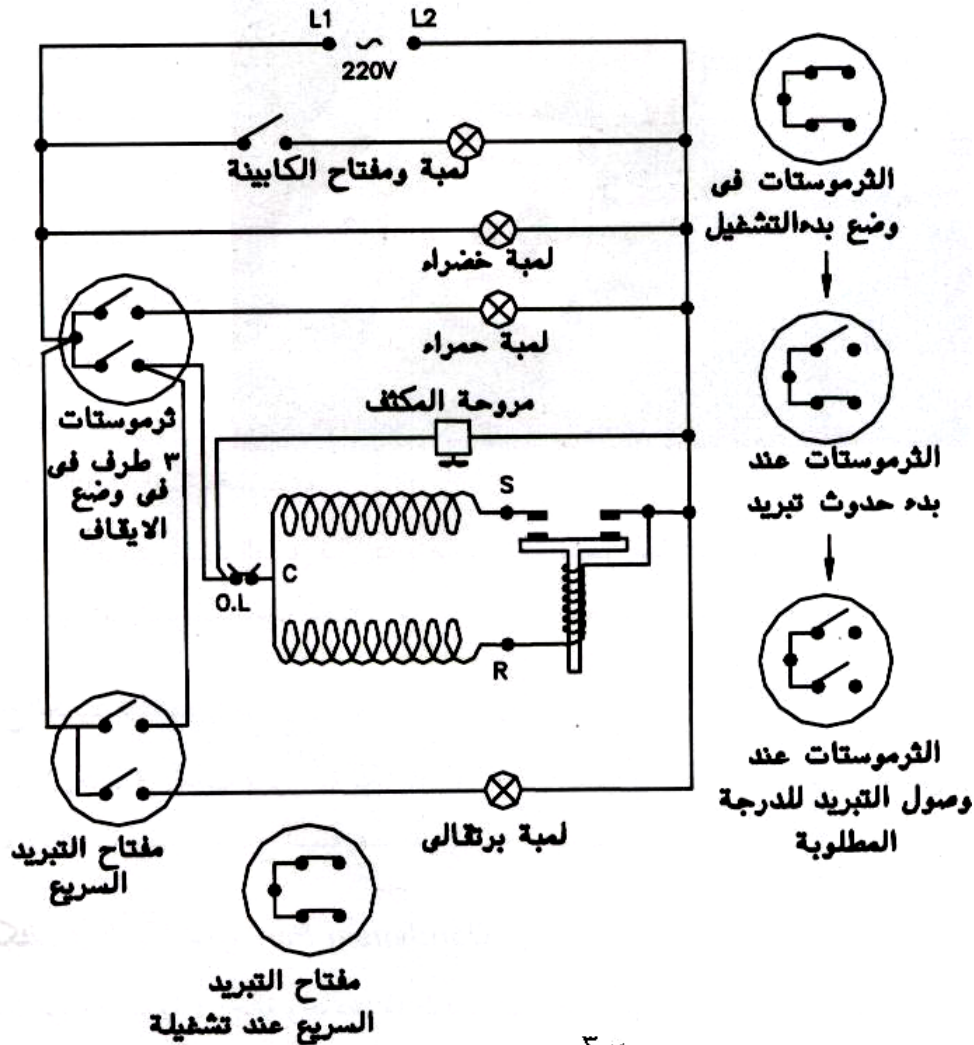 L1
L2
220V
لمبة ومفتاح الكابينة
لمبة خضراء
لمبة حمراء
ثرموستات
٣ طرف فى
فى وضع
الايقاف
مروحة المكثف
S
C
O.L
R
مفتاح التبريد
السريع
لمبة برتقالى
مفتاح التبريد
السريع عند تشغيلة
الثرموستات فى
وضع بدءالتشغيل
الثرموستات عند
بدء حدوث تبريد
الثرموستات عند
وصول التبريد للدرجة
المطلوبة